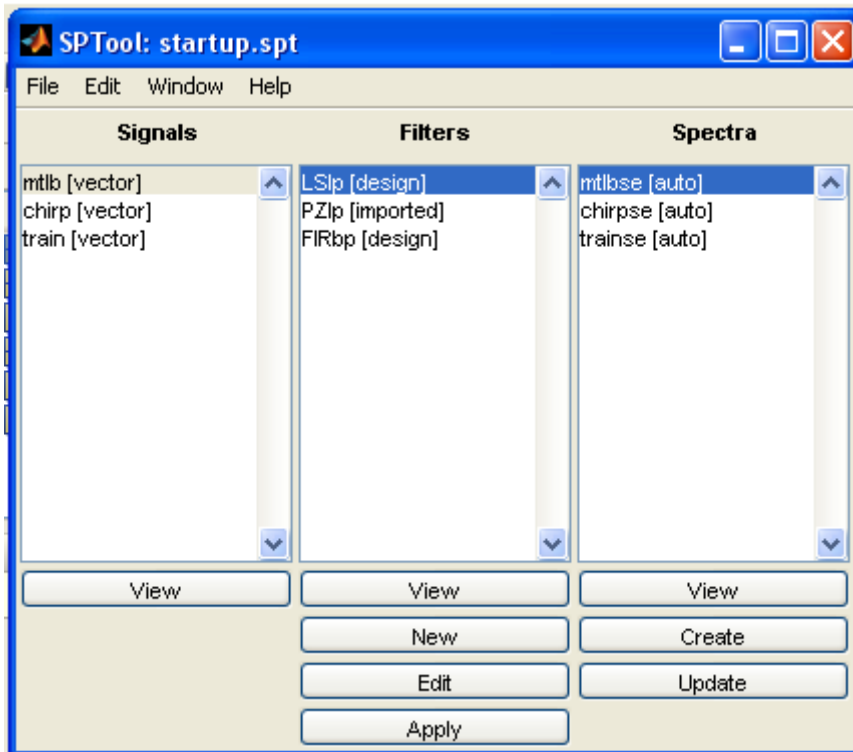 SPTool: startup.spt
File Edit Window Help
Signals Filters Spectra
mtlb [vector] LSlp [design] mtlbse [auto]
chirp [vector] PZlp [imported] chirpse [auto]
train [vector] FIRbp [design] trainse [auto]
View View View
New Create
Edit Update
Apply